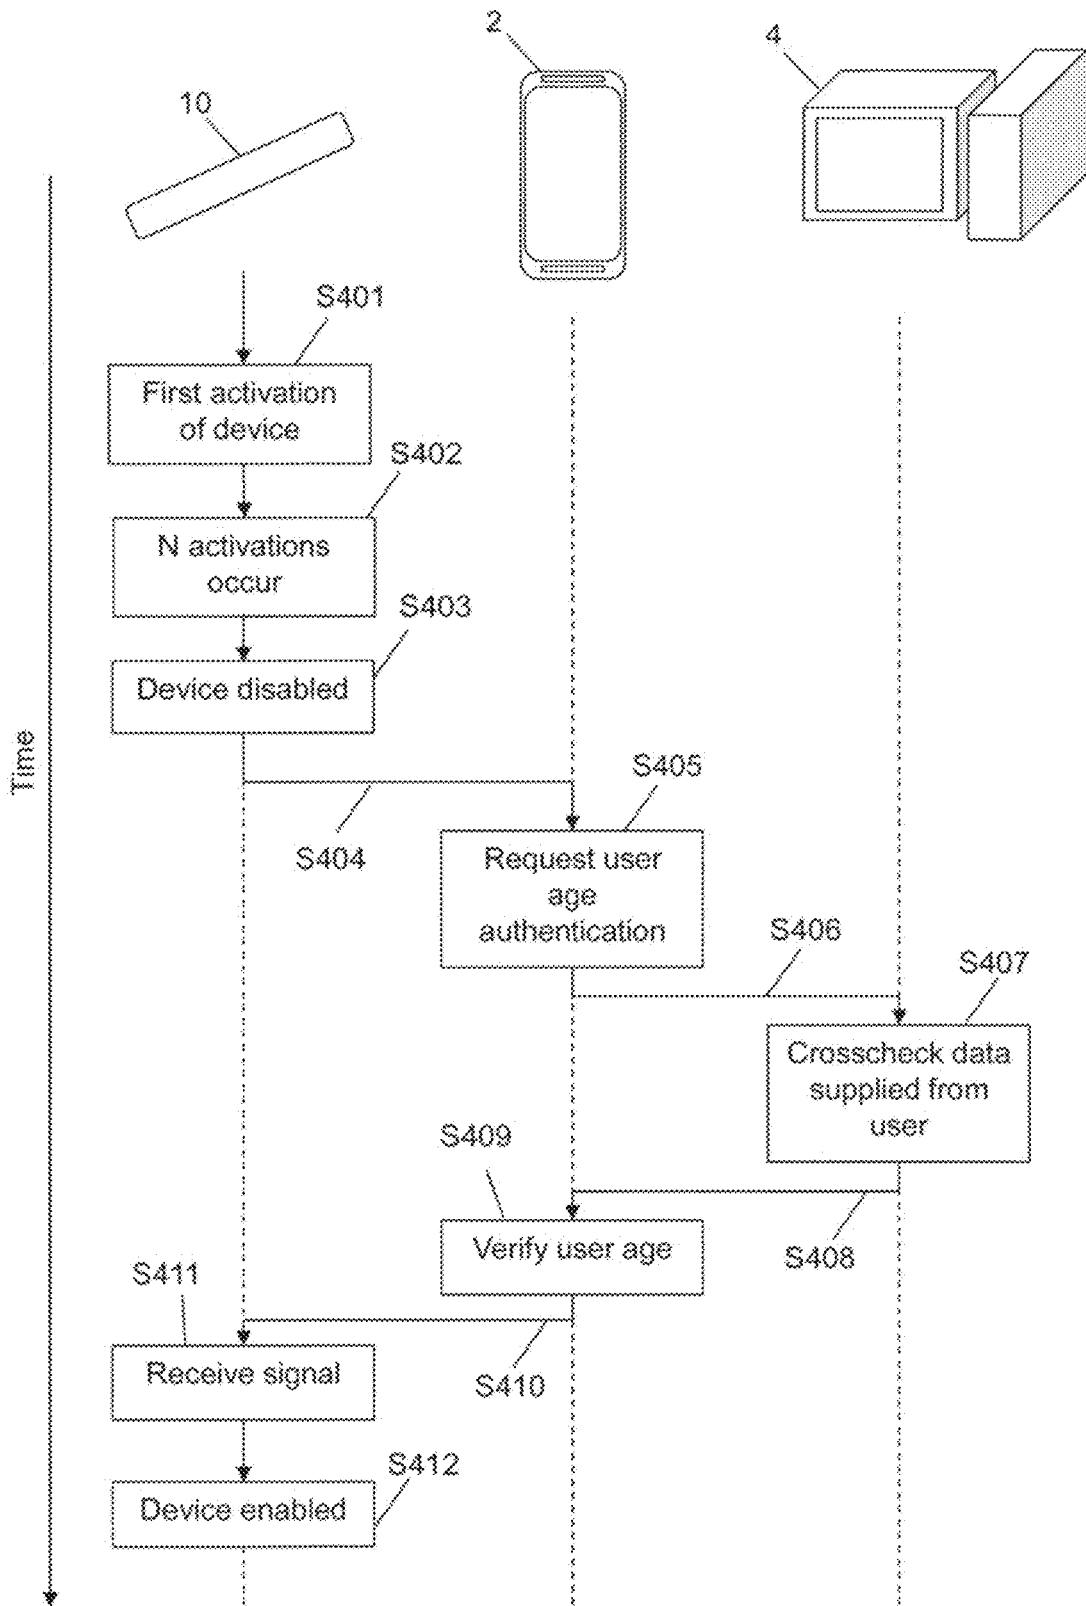 2
4
10
S401
First activation
of device
S402
N activations
occur
S403
Device disabled
Time
S405
S404
Request user
age
authentication
S406
S407
Crosscheck data
supplied from
user
S409
Verify user age
S408
S411
Receive signal
S410
S412
Device enabled